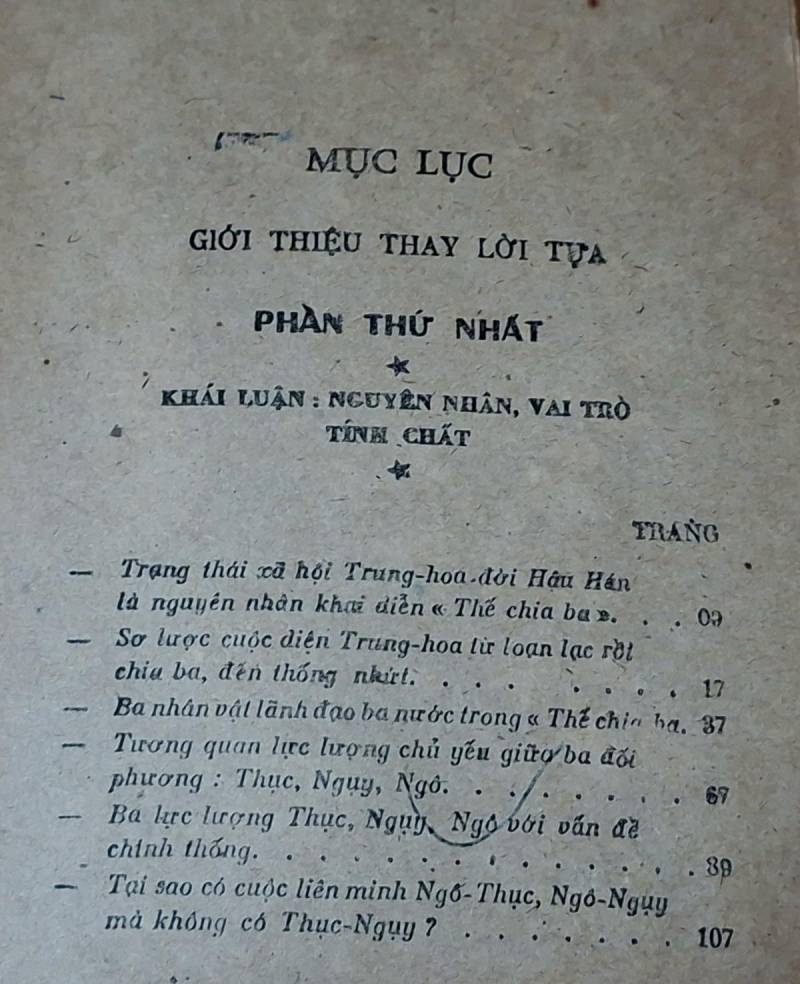 MỤC LỤC
GIỚI THIỆU THAY LỜI TỰA
PHẦN THỨ NHẤT
KHÁI LUẬN : NGUYÊN NHÂN, VAI TRÒ
TÍNH CHẤT
TRANG
— Trạng thái xã hội Trung-hoa đời Hậu Hán
là nguyên nhân khai diễn « Thế chia ba ». . . 09
— Sơ lược cuộc diện Trung-hoa từ loạn lạc rồi
chia ba, đến thống nhứt. . . . . . . . 17
— Ba nhân vật lãnh đạo ba nước trong « Thế chia ba. 37
— Tương quan lực lượng chủ yếu giữa ba đối
phương : Thục, Ngụy, Ngô. . . . . . . . 67
— Ba lực lượng Thục, Ngụy, Ngô với vấn đề
chính thống. . . . . . . . . . . . . 89
— Tại sao có cuộc liên minh Ngô-Thục, Ngô-Ngụy
mà không có Thục-Ngụy ? . . . . . . . 107